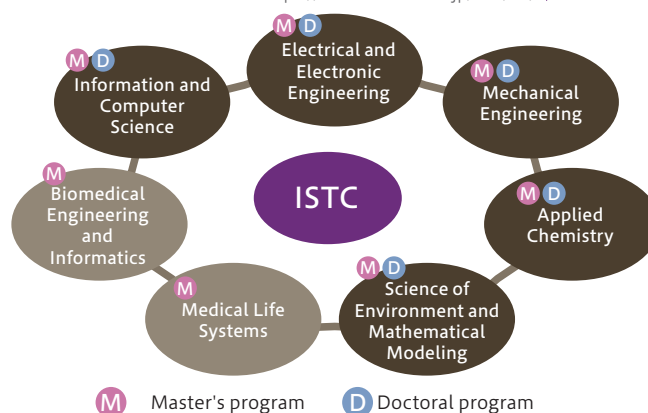 M D
Electrical and
Electronic
Engineering
M D
Information and
Computer
Science
M D
Mechanical
Engineering
M
Biomedical
Engineering
and
Informatics
ISTC
M D
Applied
Chemistry
M
Medical Life
Systems
M D
Science of
Environment and
Mathematical
Modeling
M Master's program D Doctoral program